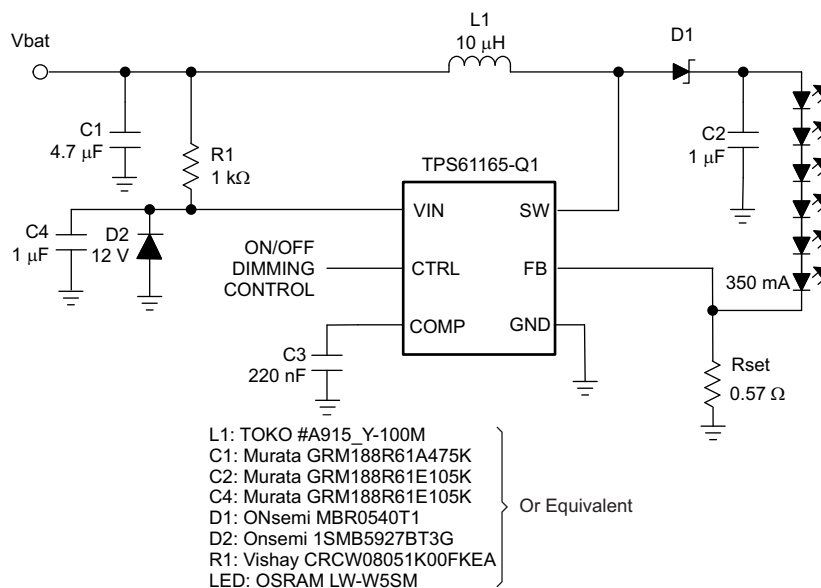 L1
10 μH
D1
Vbat
C1
4.7 μF
R1
1 kΩ
C2
1 μF
TPS61165-Q1
VIN
SW
C4
1 μF
D2
12 V
ON/OFF
DIMMING
CONTROL
CTRL
FB
350 mA
COMP
GND
C3
220 nF
Rset
0.57 Ω
L1: TOKO #A915_Y-100M
C1: Murata GRM188R61A475K
C2: Murata GRM188R61E105K
C4: Murata GRM188R61E105K
D1: ONsemi MBR0540T1
D2: Onsemi 1SMB5927BT3G
R1: Vishay CRCW08051K00FKEA
LED: OSRAM LW-W5SM
Or Equivalent